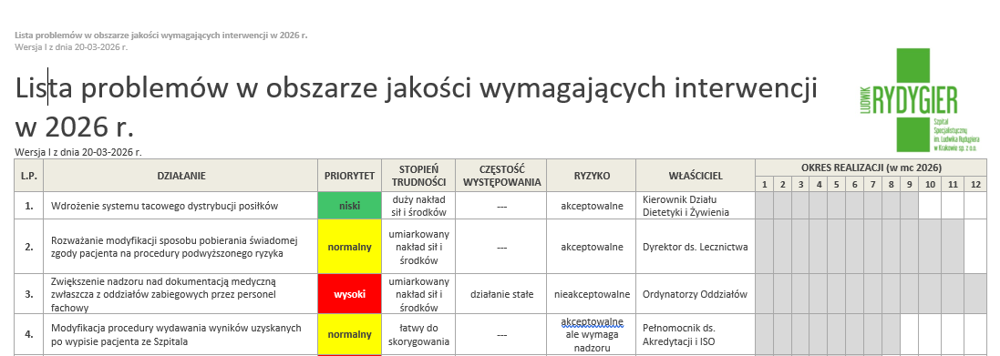 Lista problemów w obszarze jakości wymagających interwencji w 2026 r.
Wersja I z dnia 20-03-2026 r.
Lista problemów w obszarze jakości wymagających interwencji
w 2026 r.
Wersja I z dnia 20-03-2026 r.
LUDWIK
RYDYGIER
Szpital
Specjalistyczny
im. Ludwika Rydygiera
w Krakowie sp. z o.o.
L.P. DZIAŁANIE PRIORYTET STOPIEŃ TRUDNOŚCI CZĘSTOŚĆ WYSTĘPOWANIA RYZYKO WŁAŚCICIEL OKRES REALIZACJI (w mc 2026)
1 2 3 4 5 6 7 8 9 10 11 12
1. Wdrożenie systemu tacowego dystrybucji posiłków niski duży nakład sił i środków --- akceptowalne Kierownik Działu Dietetyki i Żywienia
2. Rozważanie modyfikacji sposobu pobierania świadomej zgody pacjenta na procedury podwyższonego ryzyka normalny umiarkowany nakład sił i środków --- akceptowalne Dyrektor ds. Lecznictwa
3. Zwiększenie nadzoru nad dokumentacją medyczną zwłaszcza z oddziałów zabiegowych przez personel fachowy wysoki umiarkowany nakład sił i środków działanie stałe nieakceptowalne Ordynatorzy Oddziałów
4. Modyfikacja procedury wydawania wyników uzyskanych po wypisie pacjenta ze Szpitala normalny łatwy do skorygowania --- akceptowalne ale wymaga nadzoru Pełnomocnik ds. Akredytacji i ISO